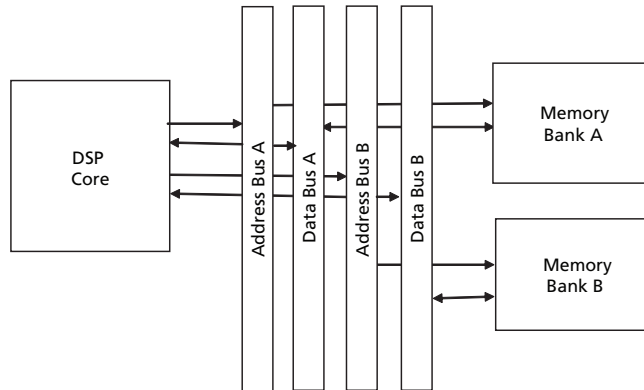 DSP
Core
Address Bus A
Data Bus A
Address Bus B
Data Bus B
Memory
Bank A
Memory
Bank B